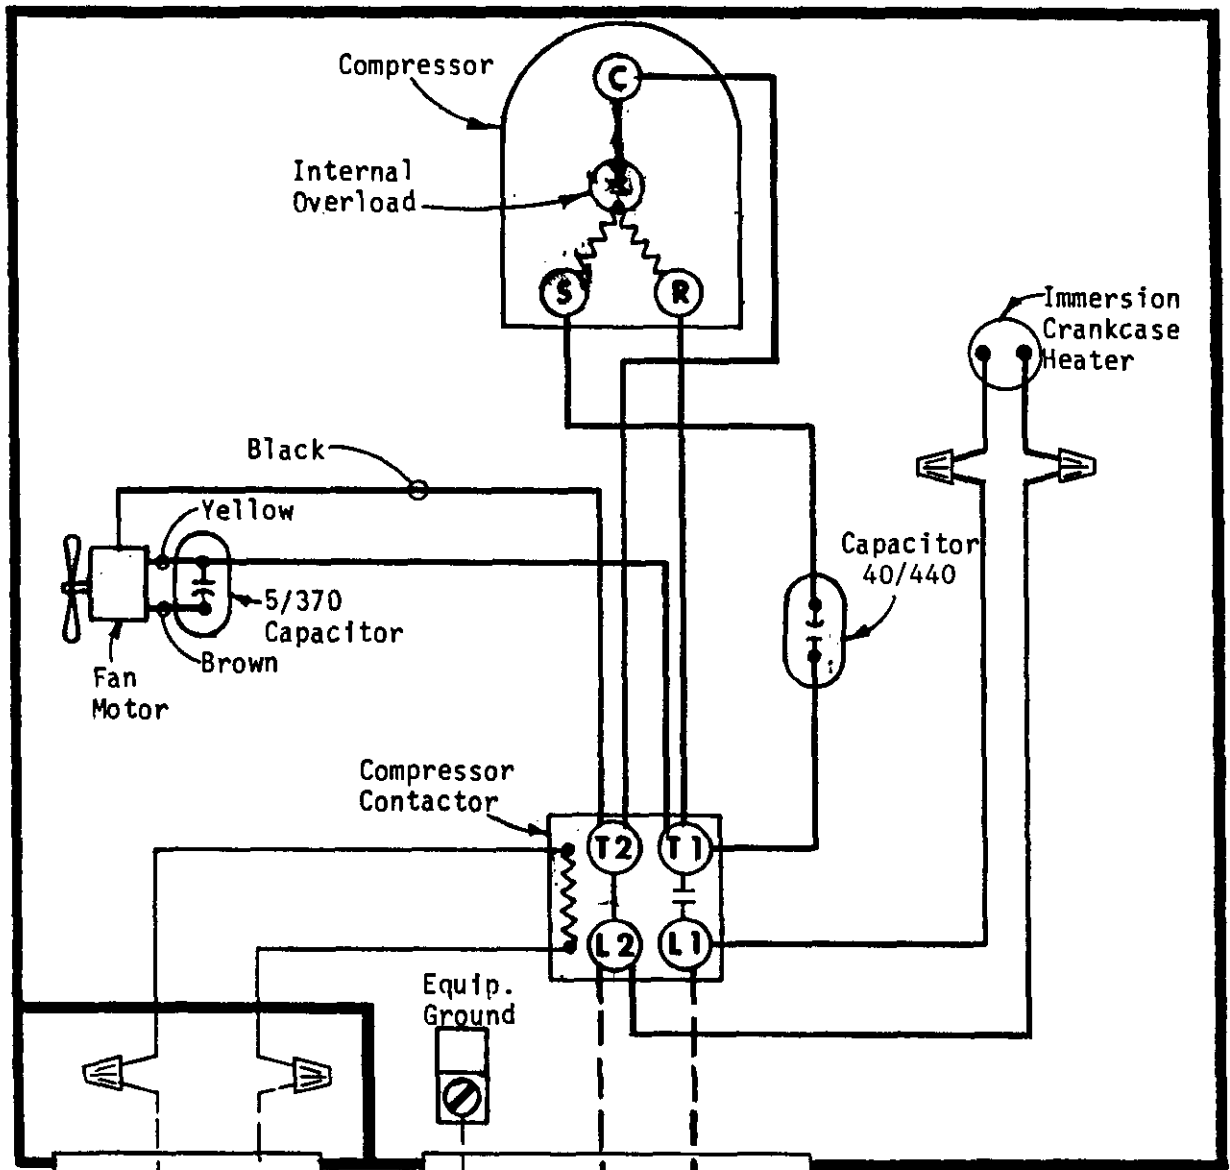 Compressor
C
Internal
Overload
S
R
Immersion
Crankcase
Heater
Black
Yellow
Capacitor
40/440
5/370
Capacitor
Brown
Fan
Motor
Compressor
Contactor
T2
T1
L2
L1
Equip.
Ground